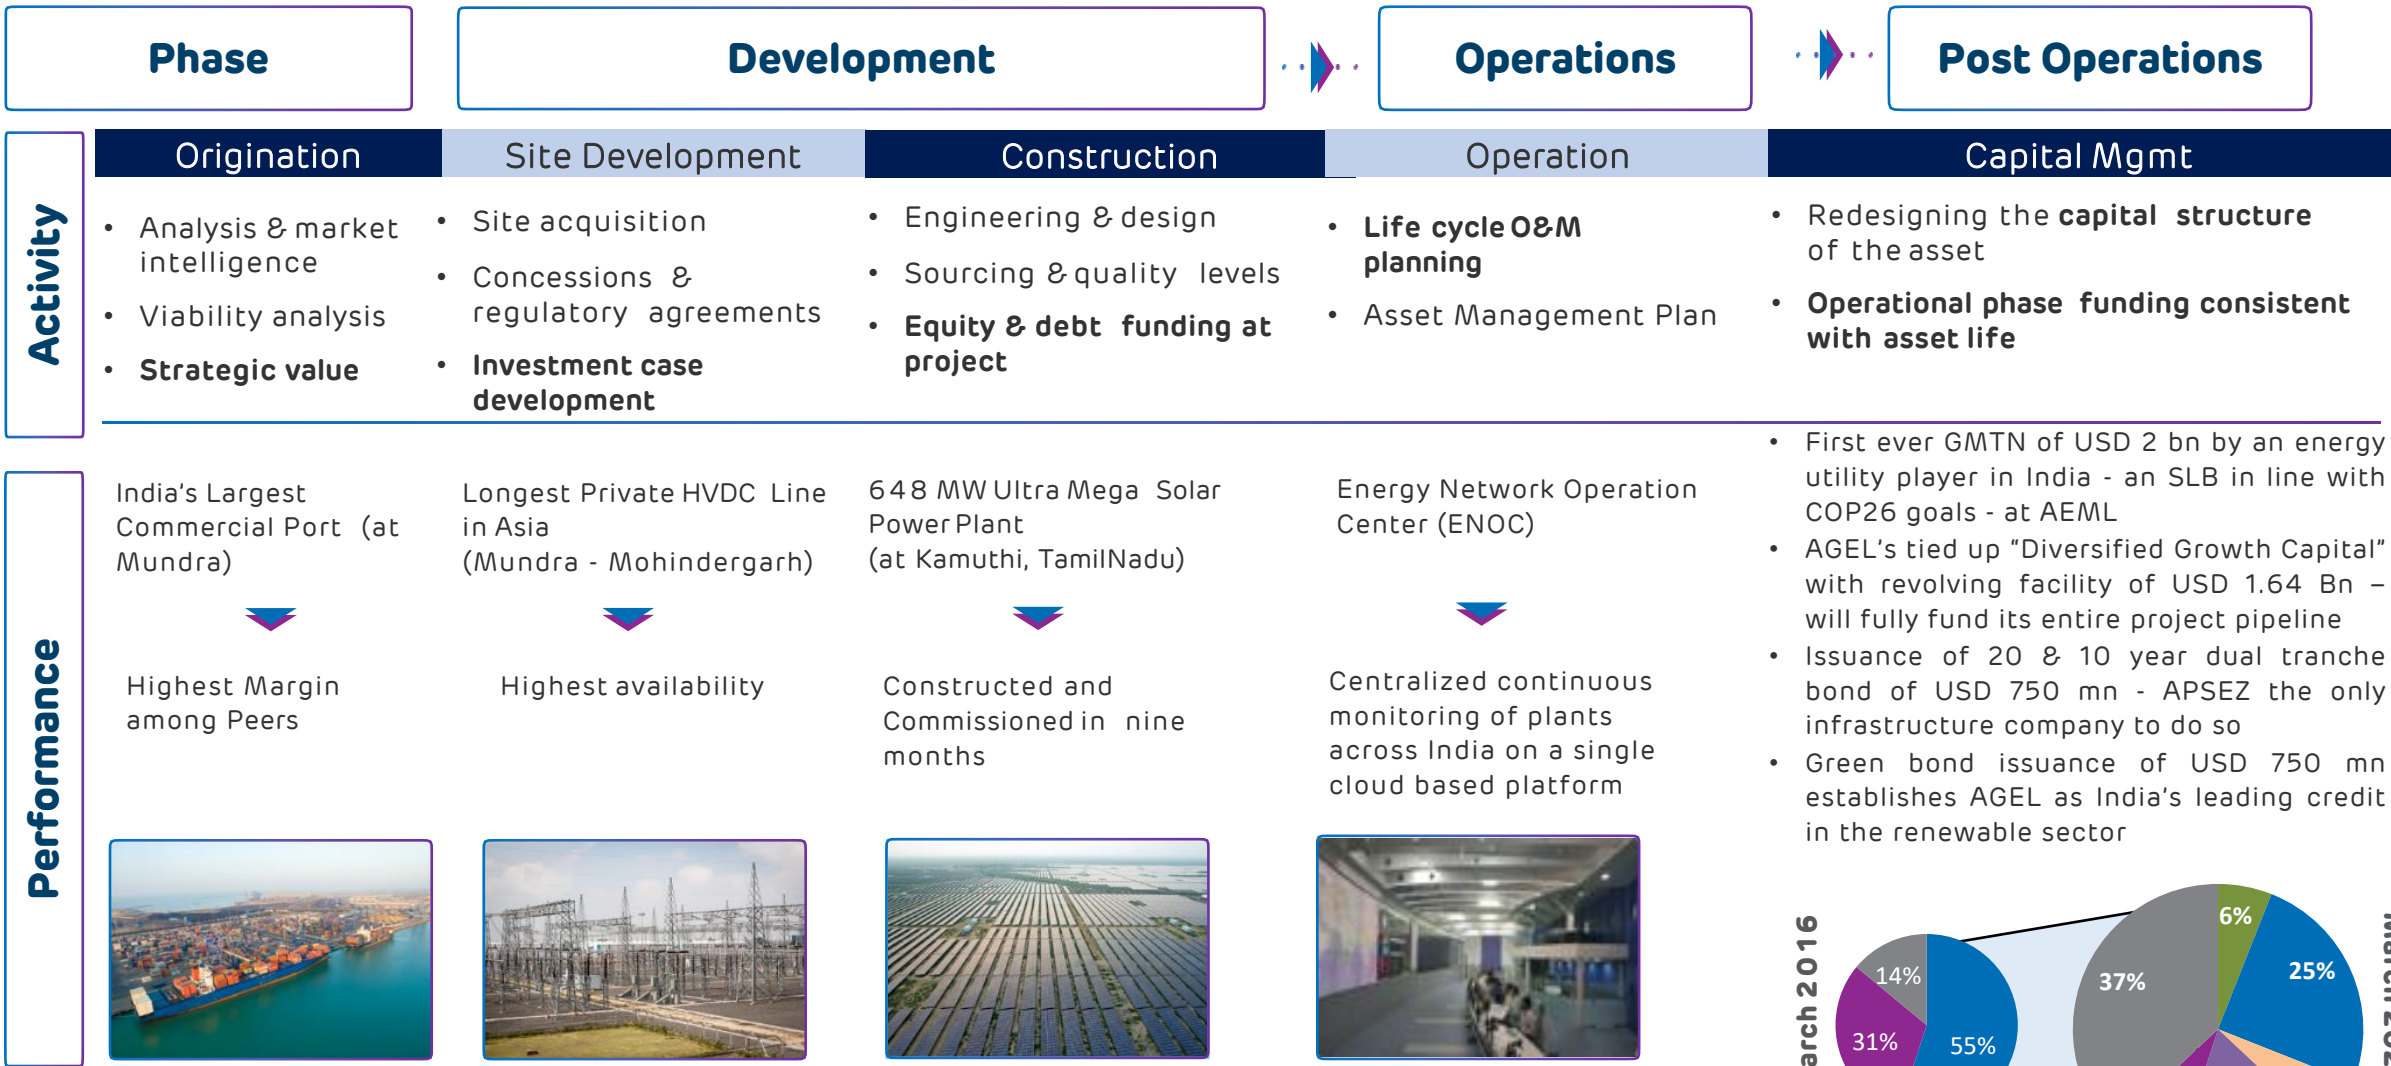 Phase
Development
Operations
Post Operations
Activity
Origination
Site Development
Construction
Operation
Capital Mgmt
• Analysis & market
intelligence
• Viability analysis
• Strategic value
• Site acquisition
• Concessions &
regulatory agreements
• Investment case
development
• Engineering & design
• Sourcing & quality levels
• Equity & debt funding at
project
• Life cycle O&M
planning
• Asset Management Plan
• Redesigning the capital structure
of the asset
• Operational phase funding consistent
with asset life
Performance
India's Largest
Commercial Port (at
Mundra)
Highest Margin
among Peers
Longest Private HVDC Line
in Asia
(Mundra - Mohindergarh)
Highest availability
648 MW Ultra Mega Solar
Power Plant
(at Kamuthi, TamilNadu)
Constructed and
Commissioned in nine
months
Energy Network Operation
Center (ENOC)
Centralized continuous
monitoring of plants
across India on a single
cloud based platform
• First ever GMTN of USD 2 bn by an energy
utility player in India - an SLB in line with
COP26 goals - at AEML
• AGEL's tied up “Diversified Growth Capital”
with revolving facility of USD 1.64 Bn –
will fully fund its entire project pipeline
• Issuance of 20 & 10 year dual tranche
bond of USD 750 mn - APSEZ the only
infrastructure company to do so
• Green bond issuance of USD 750 mn
establishes AGEL as India's leading credit
in the renewable sector
arch 2016
14%
31%
55%
6%
37%
25%